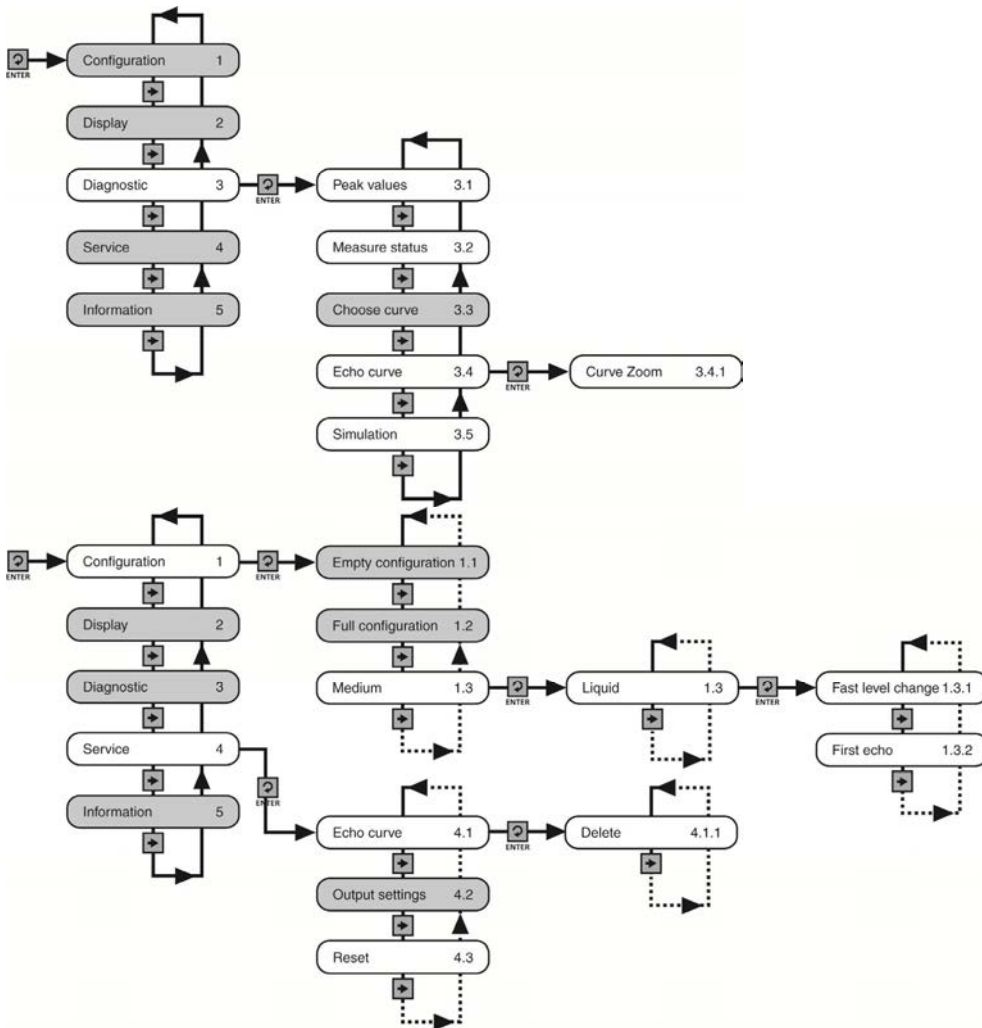 Configuration 1
ENTER
Display 2
Diagnostic 3
ENTER
Peak values 3.1
Service 4
Measure status 3.2
Information 5
Choose curve 3.3
Echo curve 3.4
ENTER
Curve Zoom 3.4.1
Simulation 3.5
Configuration 1
ENTER
ENTER
Empty configuration 1.1
Display 2
Full configuration 1.2
Diagnostic 3
Medium 1.3
ENTER
Liquid 1.3
ENTER
Fast level change 1.3.1
Service 4
First echo 1.3.2
ENTER
Information 5
Echo curve 4.1
ENTER
Delete 4.1.1
Output settings 4.2
Reset 4.3